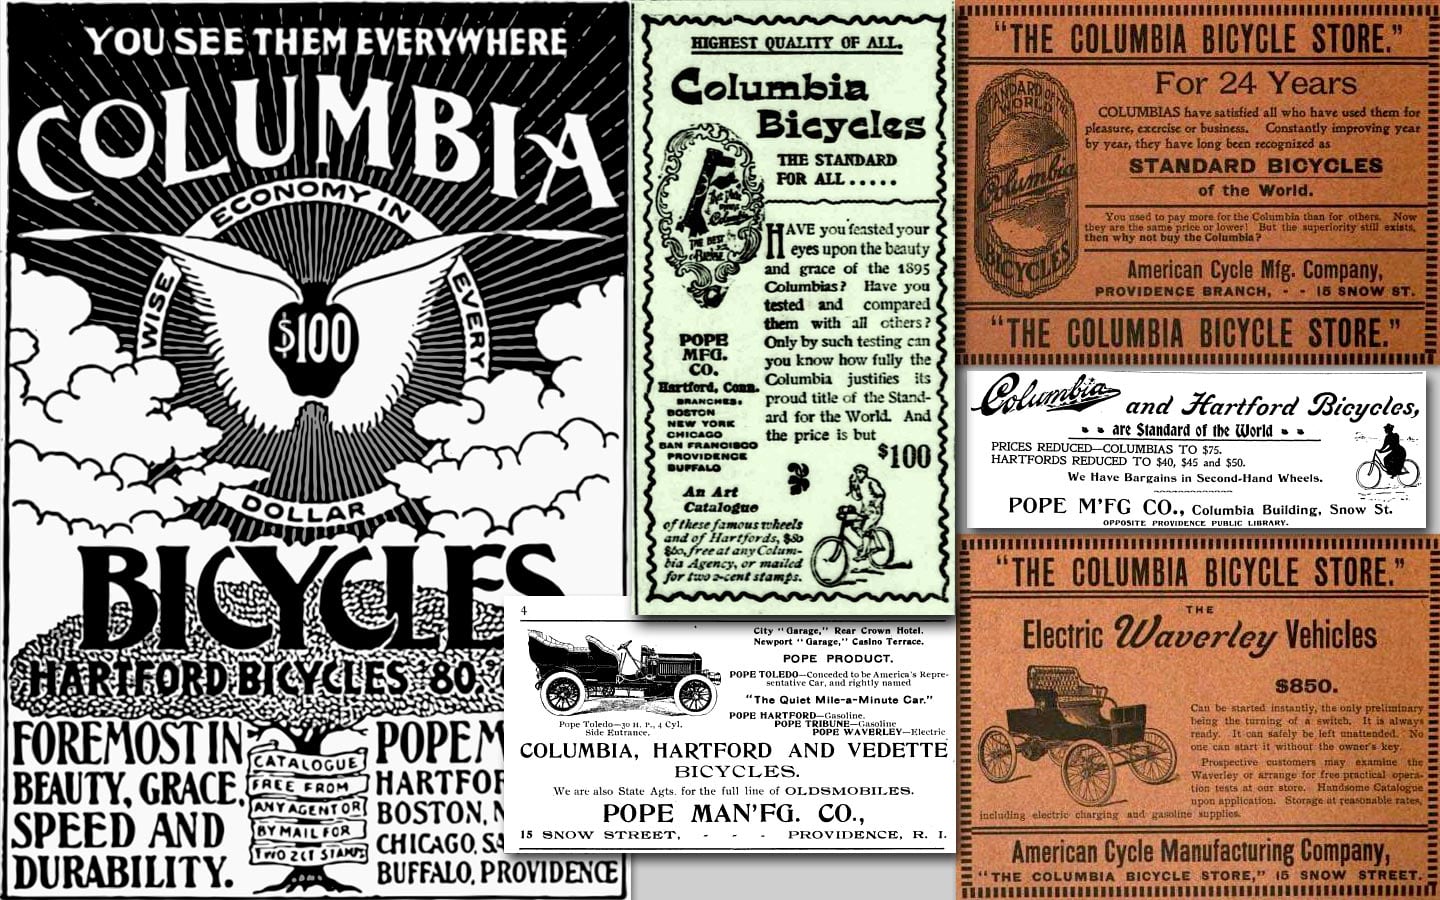 YOU SEE THEM EVERYWHERE
COLUMBIA
ECONOMY IN
WISE
EVERY
$100
DOLLAR
BICYCLES
HARTFORD BICYCLES $80
FOREMOST IN
BEAUTY, GRACE,
SPEED AND
DURABILITY.
CATALOGUE
FREE FROM
ANY AGENT OR
BY MAIL FOR
TWO 2CT STAMPS
POPE M
HARTFOR
BOSTON, N
CHICAGO, SA
BUFFALO, PROVIDENCE
HIGHEST QUALITY OF ALL.
Columbia
Bicycles
THE STANDARD
FOR ALL.....
THE BEST
BICYCLE
HAVE you feasted your
eyes upon the beauty
and grace of the 1895
Columbias? Have you
tested and compared
them with all others?
Only by such testing can
you know how fully the
Columbia justifies its
proud title of the Stand-
ard for the World. And
the price is but
$100
POPE
MFG.
CO.
Hartford, Conn.
BRANCHES:
BOSTON
NEW YORK
CHICAGO
SAN FRANCISCO
PROVIDENCE
BUFFALO
An Art
Catalogue
of these famous wheels
and of Hartfords, $80
$60, free at any Colum-
bia Agency, or mailed
for two 2-cent stamps.
4
City "Garage," Rear Crown Hotel.
Newport "Garage," Casino Terrace.
POPE PRODUCT.
POPE TOLEDO—Conceded to be America's Repre-
sentative Car, and rightly named
"The Quiet Mile-a-Minute Car."
POPE HARTFORD—Gasoline.
POPE TRIBUNE—Gasoline
POPE WAVERLEY—Electric
Pope Toledo—30 H. P., 4 Cyl.
Side Entrance.
COLUMBIA, HARTFORD AND VEDETTE
BICYCLES.
We are also State Agts. for the full line of OLDSMOBILES.
POPE MAN'FG. CO.,
15 SNOW STREET, - - - PROVIDENCE, R. I.
"THE COLUMBIA BICYCLE STORE."
STANDARD OF THE
WORLD
Columbia
BICYCLES
For 24 Years
COLUMBIAS have satisfied all who have used them for
pleasure, exercise or business. Constantly improving year
by year, they have long been recognized as
STANDARD BICYCLES
of the World.
You used to pay more for the Columbia than for others. Now
they are the same price or lower! But the superiority still exists,
then why not buy the Columbia?
American Cycle Mfg. Company,
PROVIDENCE BRANCH, - - 15 SNOW ST.
"THE COLUMBIA BICYCLE STORE."
Columbia and Hartford Bicycles,
are Standard of the World
PRICES REDUCED—COLUMBIAS TO $75.
HARTFORDS REDUCED TO $40, $45 and $50.
We Have Bargains in Second-Hand Wheels.
POPE M'FG CO., Columbia Building, Snow St.
OPPOSITE PROVIDENCE PUBLIC LIBRARY.
"THE COLUMBIA BICYCLE STORE."
THE
Electric Waverley Vehicles
$850.
Can be started instantly, the only preliminary
being the turning of a switch. It is always
ready. It can safely be left unattended. No
one can start it without the owner's key.
Prospective customers may examine the
Waverley or arrange for free practical opera-
tion tests at our store. Handsome Catalogue
upon application. Storage at reasonable rates,
including electric charging and gasoline supplies.
American Cycle Manufacturing Company,
"THE COLUMBIA BICYCLE STORE," 15 SNOW STREET.